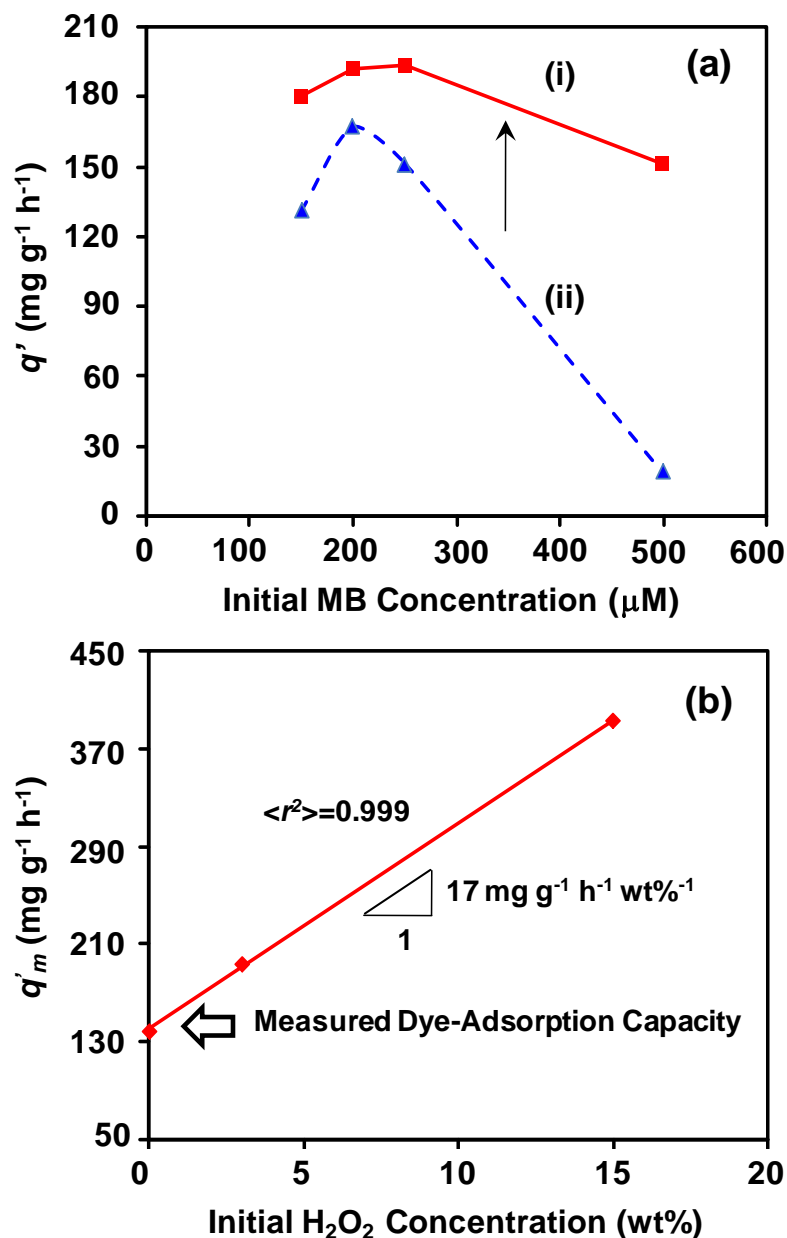 210
180
150
120
90
60
30
0
q' (mg g⁻¹ h⁻¹)
(a)
(i)
(ii)
0 100 200 300 400 500 600
Initial MB Concentration (μM)
450
370
290
210
130
50
q'ₘ (mg g⁻¹ h⁻¹)
(b)
<r²>=0.999
17 mg g⁻¹ h⁻¹ wt%⁻¹
1
Measured Dye-Adsorption Capacity
0 5 10 15 20
Initial H₂O₂ Concentration (wt%)